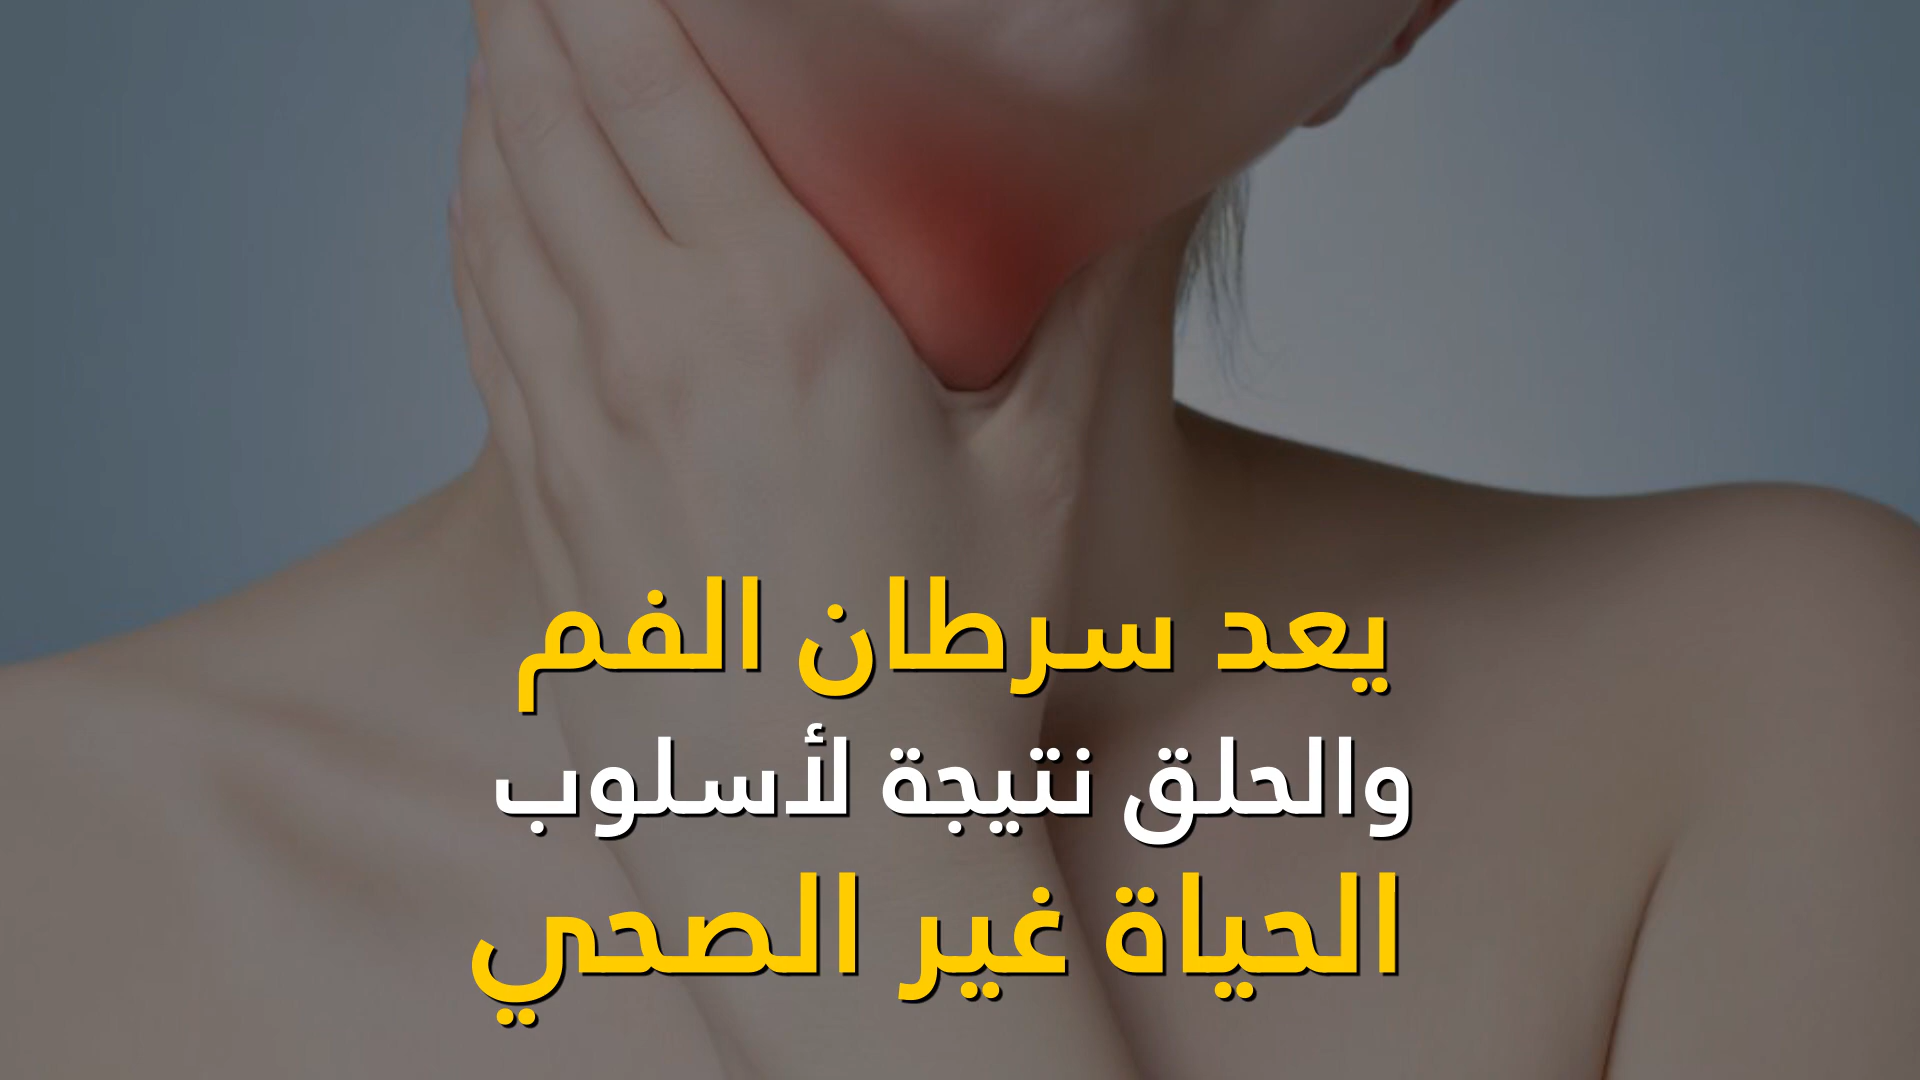 يعد سرطان الفم
والحلق نتيجة لأسلوب
الحياة غير الصحي